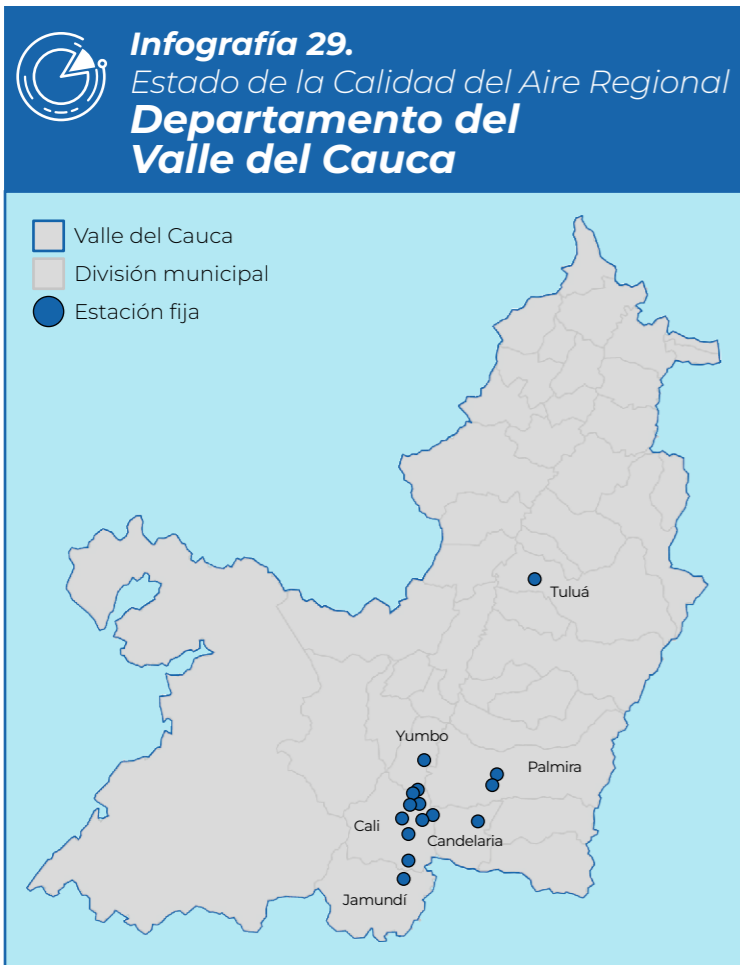 Infografía 29.
Estado de la Calidad del Aire Regional
Departamento del
Valle del Cauca
Valle del Cauca
División municipal
Estación fija
Tuluá
Yumbo
Palmira
Cali
Candelaria
Jamundí